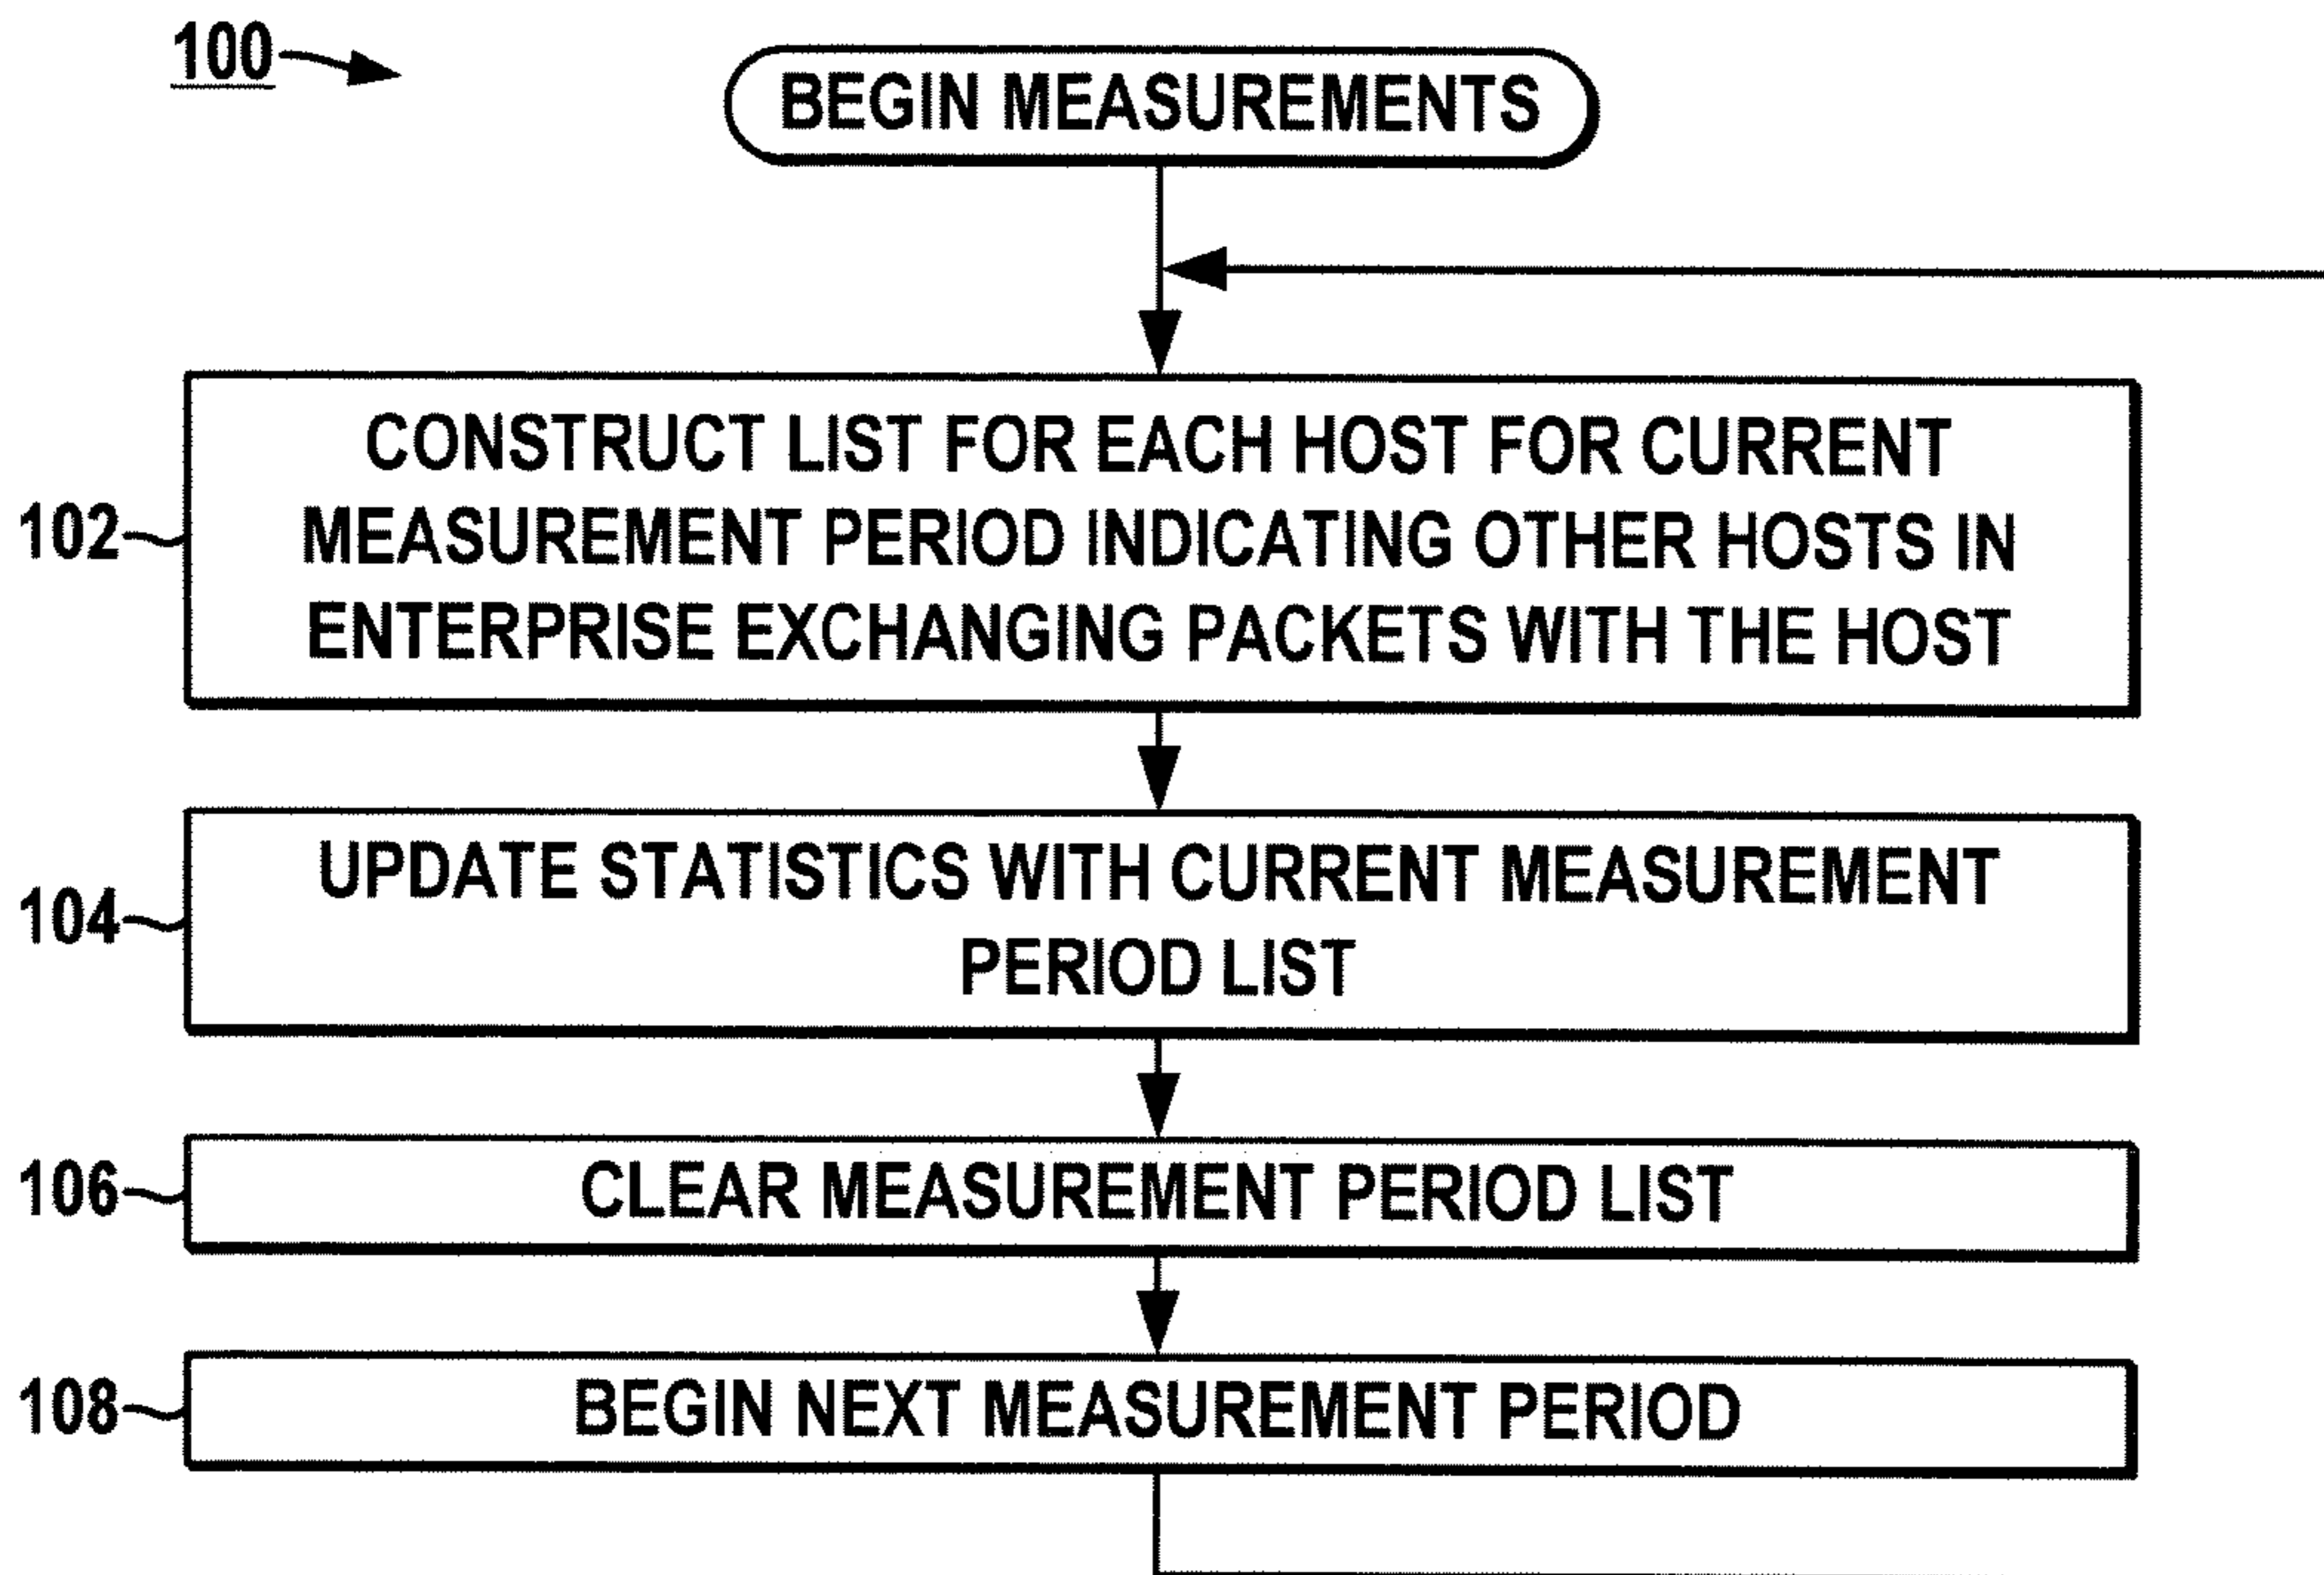 100
BEGIN MEASUREMENTS
CONSTRUCT LIST FOR EACH HOST FOR CURRENT
MEASUREMENT PERIOD INDICATING OTHER HOSTS IN
ENTERPRISE EXCHANGING PACKETS WITH THE HOST
102
UPDATE STATISTICS WITH CURRENT MEASUREMENT
PERIOD LIST
104
CLEAR MEASUREMENT PERIOD LIST
106
BEGIN NEXT MEASUREMENT PERIOD
108